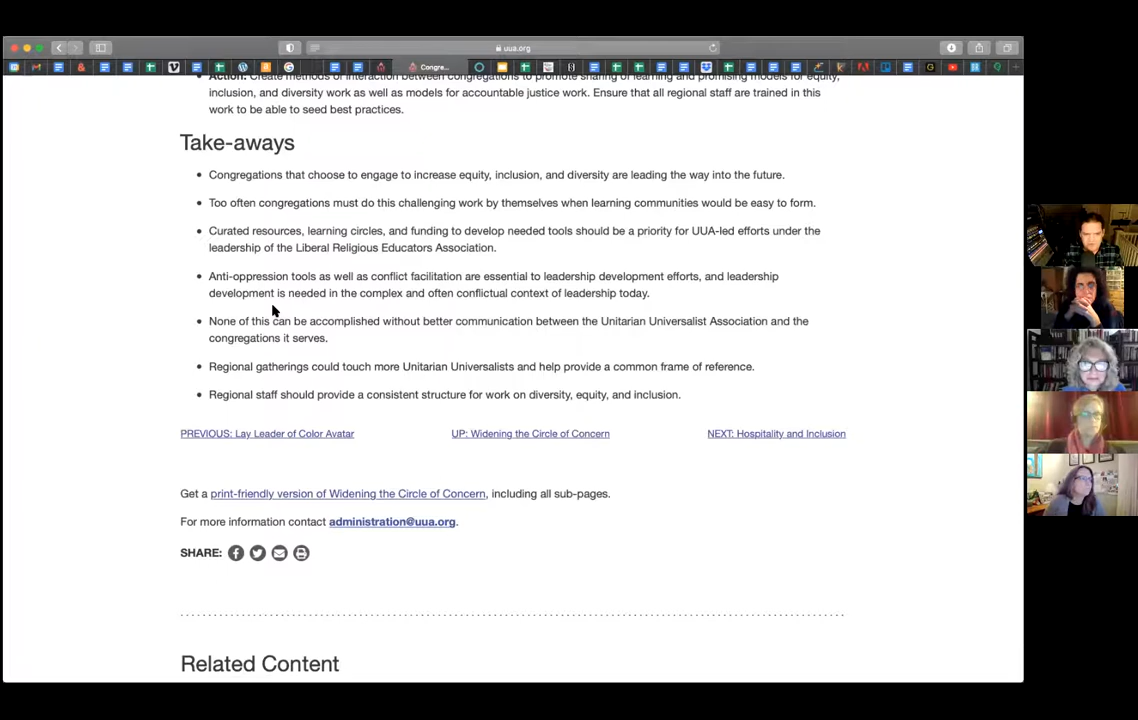 uua.org
Congre...
Action: Create methods of interaction between congregations to promote sharing of learning and promising models for equity,
inclusion, and diversity work as well as models for accountable justice work. Ensure that all regional staff are trained in this
work to be able to seed best practices.
Take-aways
Congregations that choose to engage to increase equity, inclusion, and diversity are leading the way into the future.
Too often congregations must do this challenging work by themselves when learning communities would be easy to form.
Curated resources, learning circles, and funding to develop needed tools should be a priority for UUA-led efforts under the
leadership of the Liberal Religious Educators Association.
Anti-oppression tools as well as conflict facilitation are essential to leadership development efforts, and leadership
development is needed in the complex and often conflictual context of leadership today.
None of this can be accomplished without better communication between the Unitarian Universalist Association and the
congregations it serves.
Regional gatherings could touch more Unitarian Universalists and help provide a common frame of reference.
Regional staff should provide a consistent structure for work on diversity, equity, and inclusion.
PREVIOUS: Lay Leader of Color Avatar UP: Widening the Circle of Concern NEXT: Hospitality and Inclusion
Get a print-friendly version of Widening the Circle of Concern, including all sub-pages.
For more information contact administration@uua.org.
SHARE:
Related Content